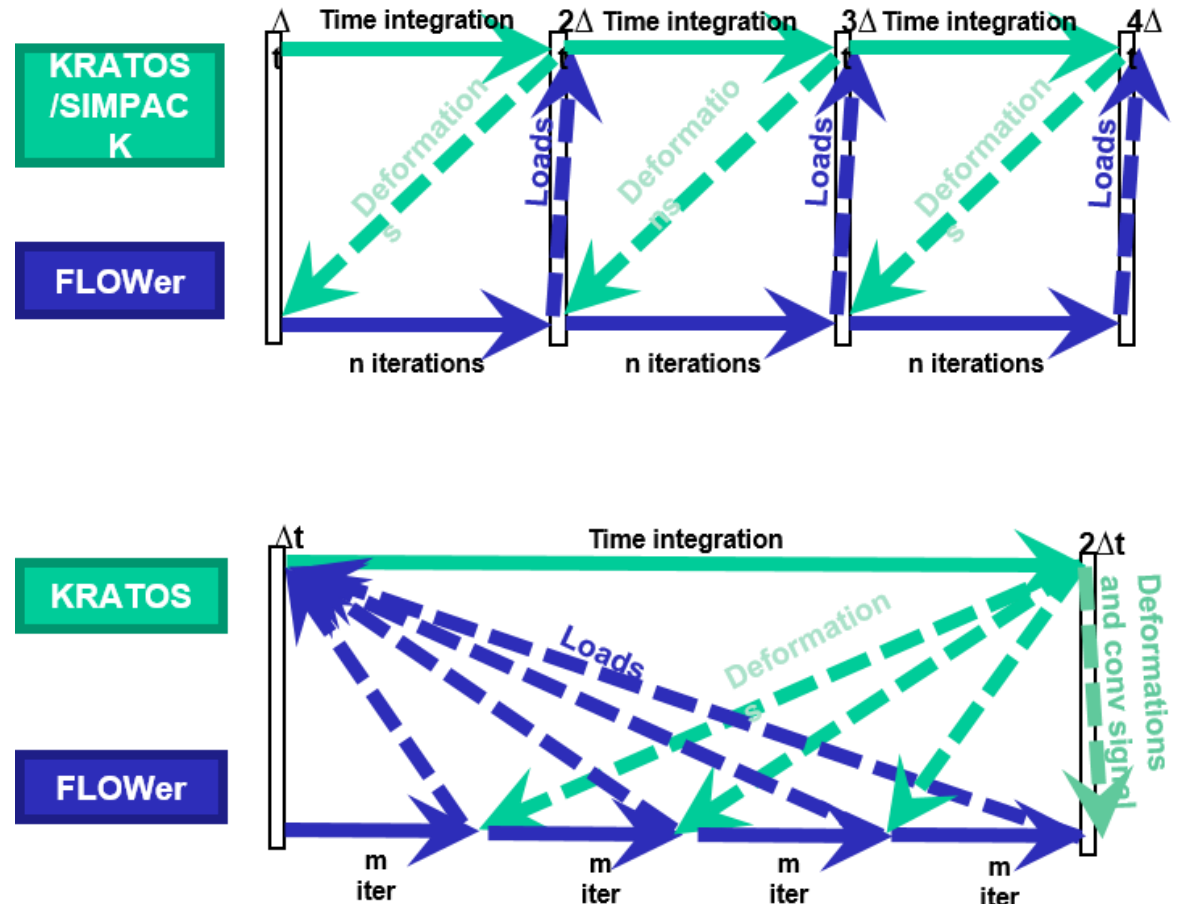 Δ
t
Time integration
2Δ
t
Time integration
3Δ
t
Time integration
4Δ
t
KRATOS
/SIMPAC
K
Deformation
s
Loads
Deformatio
ns
Loads
Deformation
s
Loads
FLOWer
n iterations
n iterations
n iterations
Δt
Time integration
2Δt
KRATOS
Loads
Deformation
s
Deformations
and conv signal
FLOWer
m
iter
m
iter
m
iter
m
iter